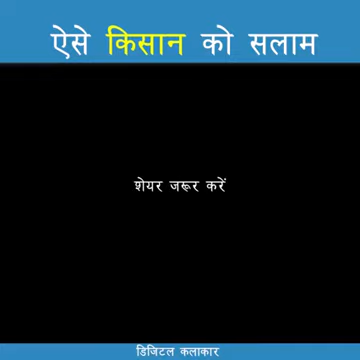 ऐसे किसान को सलाम
शेयर जरूर करें
डिजिटल कलाकार